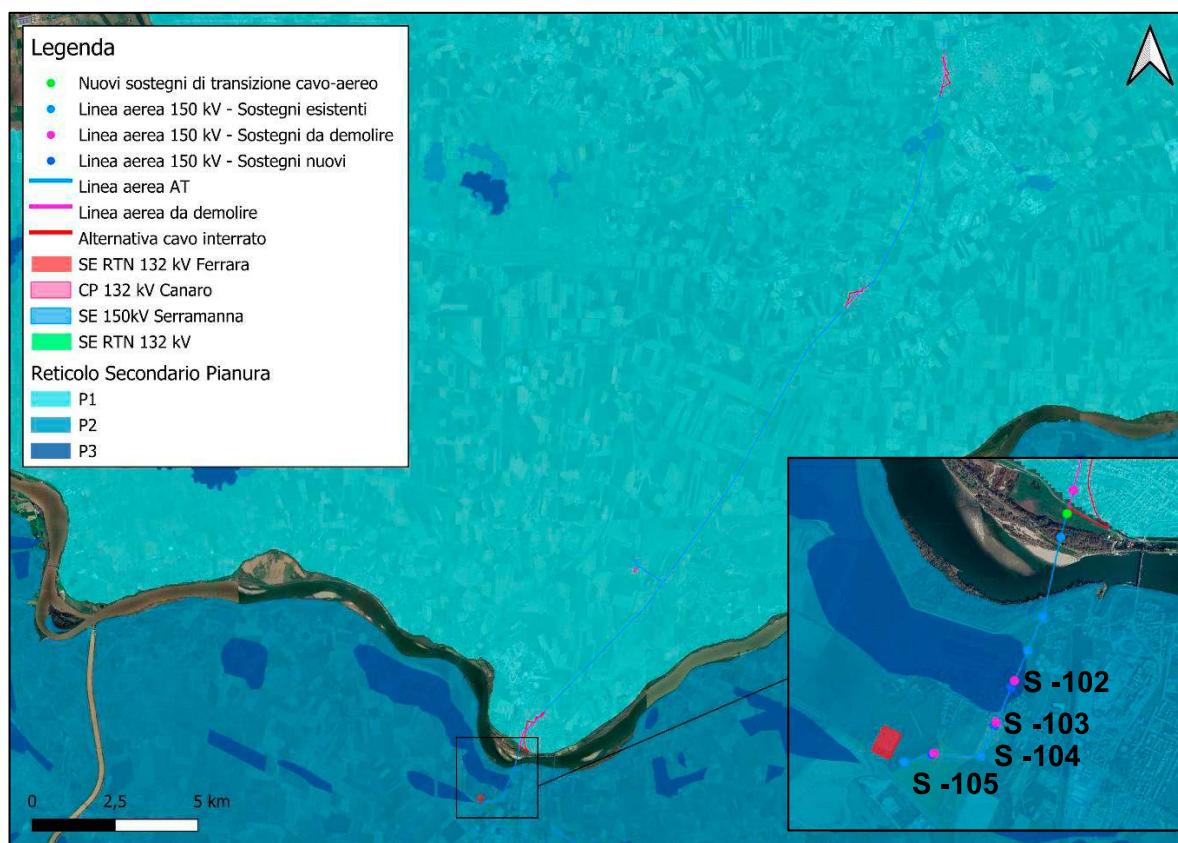 Legenda
Nuovi sostegni di transizione cavo-aereo
Linea aerea 150 kV - Sostegni esistenti
Linea aerea 150 kV - Sostegni da demolire
Linea aerea 150 kV - Sostegni nuovi
Linea aerea AT
Linea aerea da demolire
Alternativa cavo interrato
SE RTN 132 kV Ferrara
CP 132 kV Canaro
SE 150kV Serramanna
SE RTN 132 kV
Reticolo Secondario Pianura
P1
P2
P3
S -102
S -103
S -104
S -105
0 2,5 5 km